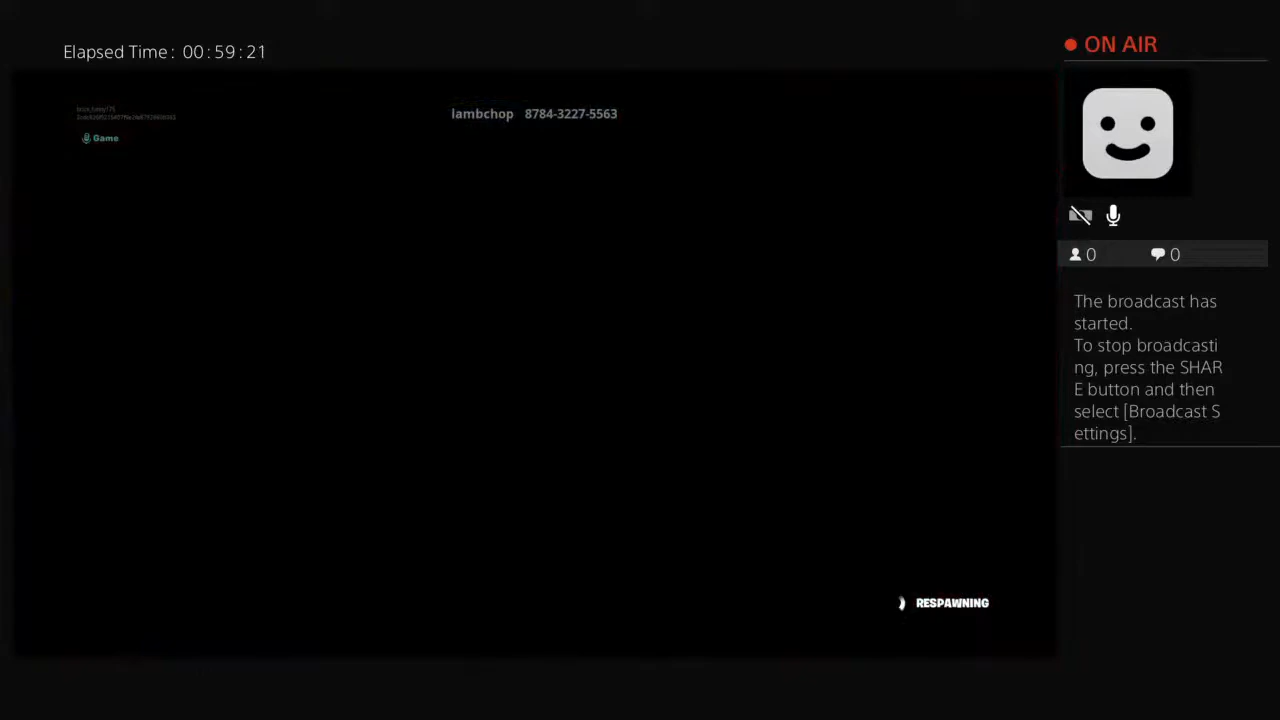 Elapsed Time: 00:59:21
ON AIR
lambchop 8784-3227-5563
Game
0 0
The broadcast has
started.
To stop broadcasti
ng, press the SHAR
E button and then
select [Broadcast S
ettings].
RESPAWNING